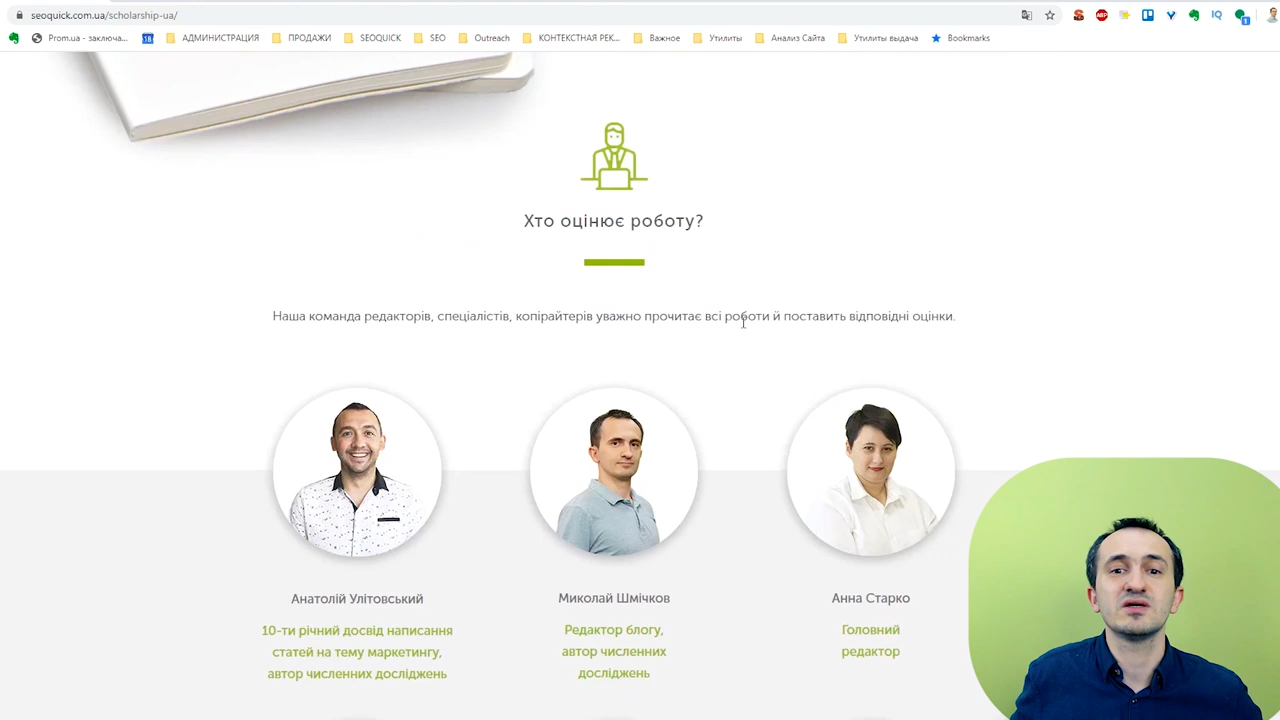 seoquick.com.ua/scholarship-ua/
Prom.ua - заключа...
АДМИНИСТРАЦИЯ
ПРОДАЖИ
SEOQUICK
SEO
Outreach
КОНТЕКСТНАЯ РЕК...
Важное
Утилиты
Анализ Сайта
Утилиты выдача
Bookmarks
Хто оцінює роботу?
Наша команда редакторів, спеціалістів, копірайтерів уважно прочитає всі роботи й поставить відповідні оцінки.
Анатолій Улітовський
10-ти річний досвід написання
статей на тему маркетингу,
автор численних досліджень
Миколай Шмічков
Редактор блогу,
автор численних
досліджень
Анна Старко
Головний
редактор